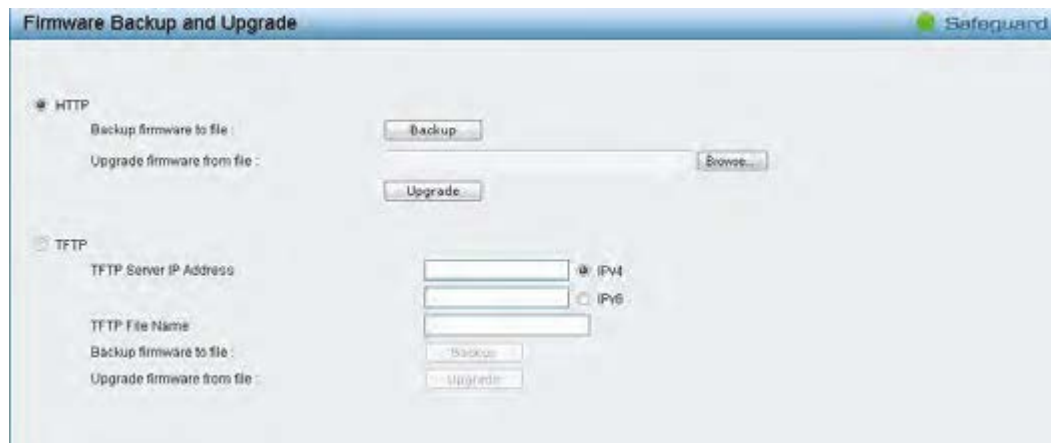 Firmware Backup and Upgrade
Safeguard
HTTP
Backup firmware to file :
Backup
Upgrade firmware from file :
Browse...
Upgrade
TFTP
TFTP Server IP Address
IPv4
IPv6
TFTP File Name
Backup firmware to file :
Backup
Upgrade firmware from file :
Upgrade